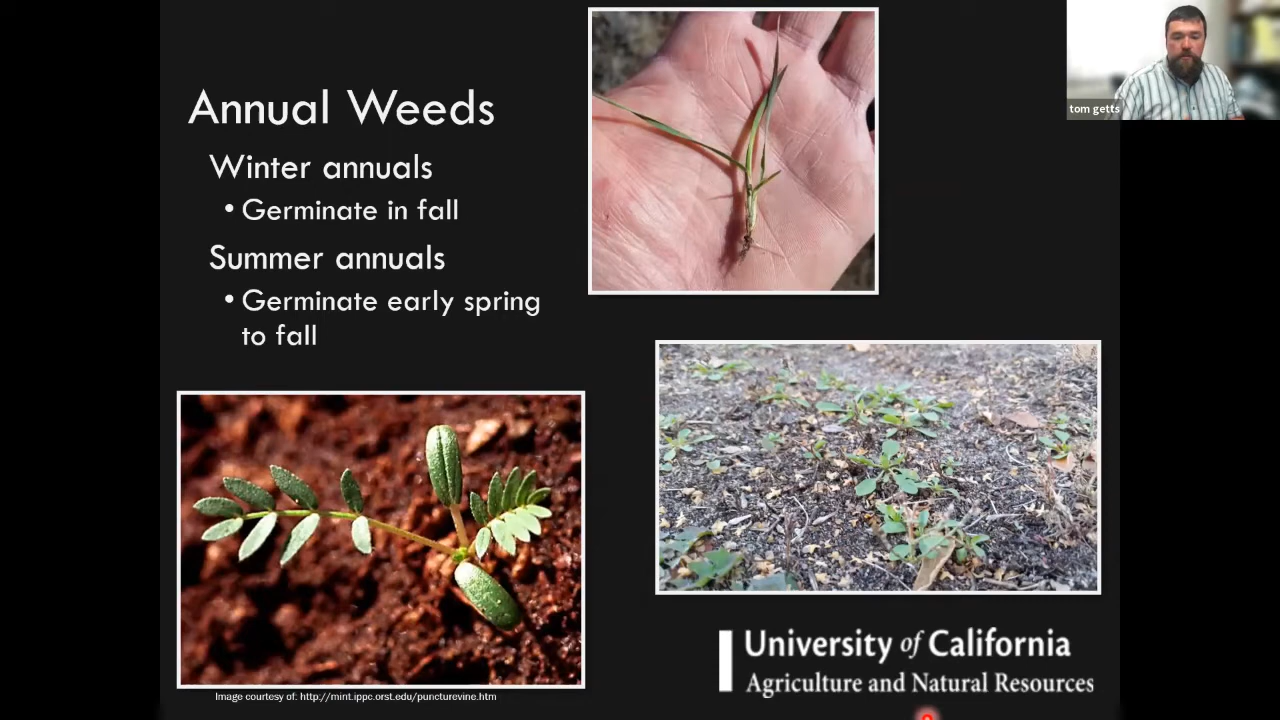 Annual Weeds
Winter annuals
• Germinate in fall
Summer annuals
• Germinate early spring
to fall
tom getts
Image courtesy of: http://mint.ippc.orst.edu/puncturevine.htm
University of California
Agriculture and Natural Resources